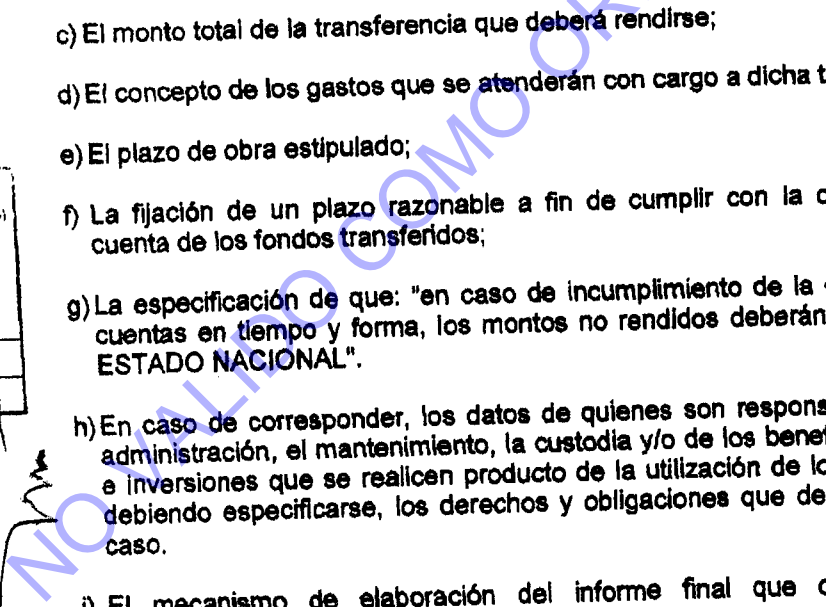 c) El monto total de la transferencia que deberá rendirse;
d) El concepto de los gastos que se atenderán con cargo a dicha
e) El plazo de obra estipulado;
f) La fijación de un plazo razonable a fin de cumplir con la
cuenta de los fondos transferidos;
g) La especificación de que: "en caso de incumplimiento de la
cuentas en tiempo y forma, los montos no rendidos deberán
ESTADO NACIONAL".
h) En caso de corresponder, los datos de quienes son
administración, el mantenimiento, la custodia y/o de los
e inversiones que se realicen producto de la utilización de
debiendo especificarse, los derechos y obligaciones que
caso.
i) El mecanismo de elaboración del informe final que
NO VALIDO COMO